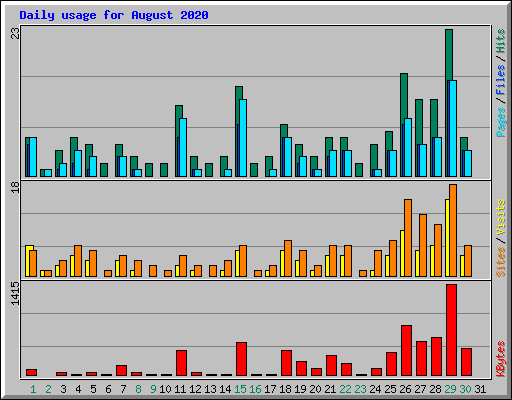 Daily usage for August 2020
23
Pages / Files / Hits
18
Sites / Visits
1415
KBytes
1 2 3 4 5 6 7 8 9 10 11 12 13 14 15 16 17 18 19 20 21 22 23 24 25 26 27 28 29 30 31